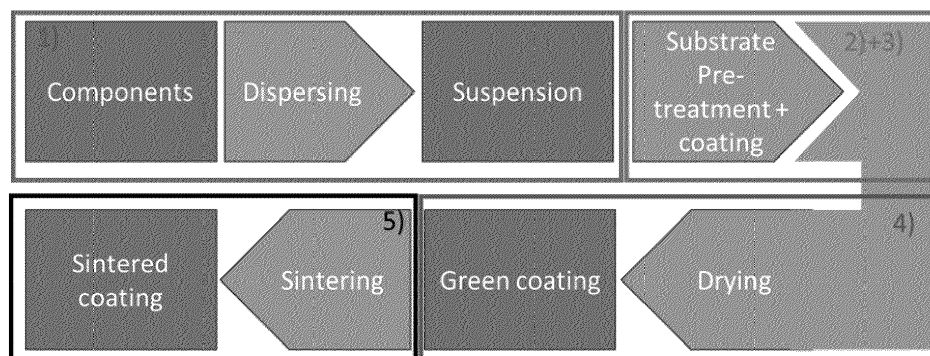 1)
Components
Dispersing
Suspension
Substrate
Pre-
treatment +
coating
2)+3)
Sintered
coating
5)
Sintering
Green coating
Drying
4)